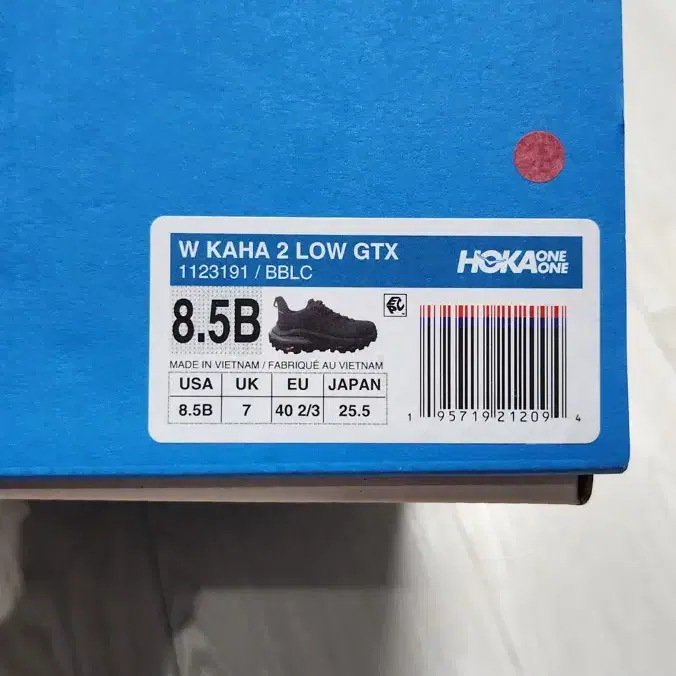 W KAHA 2 LOW GTX
1123191 / BBLC
HOKA ONE ONE
8.5B
MADE IN VIETNAM / FABRIQUÉ AU VIETNAM
USA UK EU JAPAN
8.5B 7 40 2/3 25.5
1 95719 21209 4